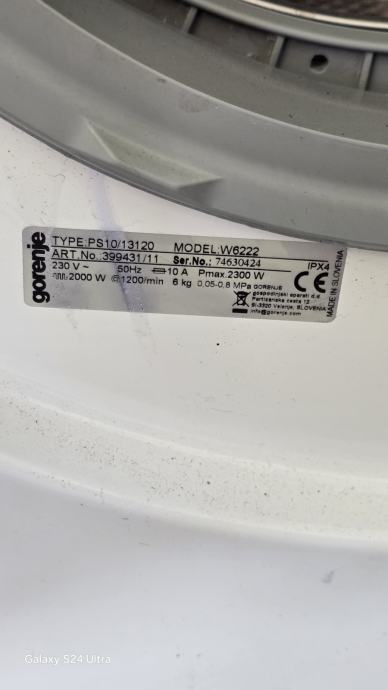 gorenje
TYPE:PS10/13120 MODEL:W6222
ART.No.:399431/11 Ser.No.: 74630424
230 V ~ 50Hz 10 A Pmax.2300 W IPX4
2000 W 1200/min 6 kg 0,05-0,8 MPa
GORENJE
gospodinjski aparati d.d.
Partizanska cesta 12
SI-3320 Velenje, SLOVENIA
info@gorenje.com
CE
MADE IN SLOVENIA
Galaxy S24 Ultra